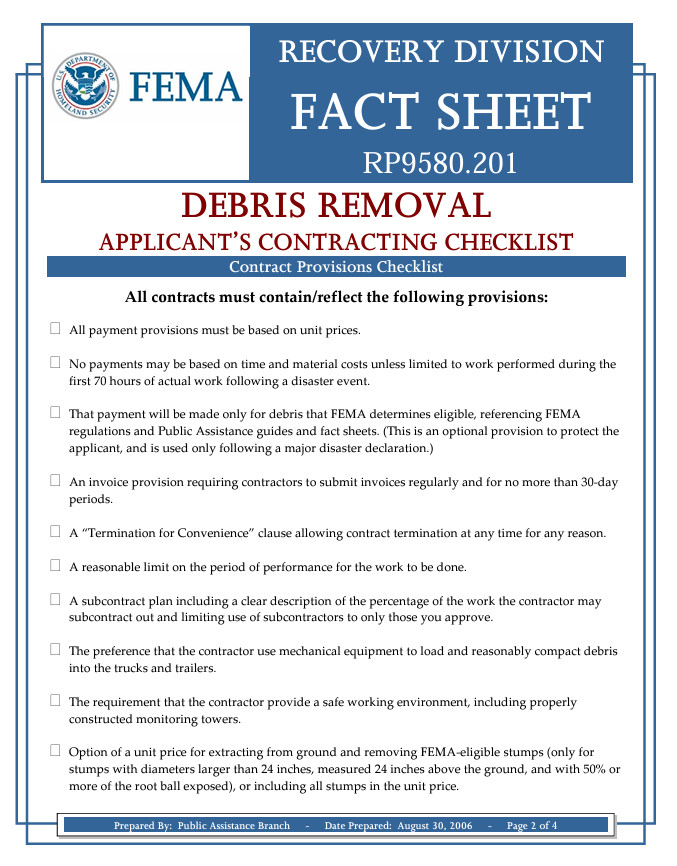 U.S. DEPARTMENT OF HOMELAND SECURITY
FEMA
RECOVERY DIVISION
FACT SHEET
RP9580.201
DEBRIS REMOVAL
APPLICANT’S CONTRACTING CHECKLIST
Contract Provisions Checklist
All contracts must contain/reflect the following provisions:
All payment provisions must be based on unit prices.
No payments may be based on time and material costs unless limited to work performed during the
first 70 hours of actual work following a disaster event.
That payment will be made only for debris that FEMA determines eligible, referencing FEMA
regulations and Public Assistance guides and fact sheets. (This is an optional provision to protect the
applicant, and is used only following a major disaster declaration.)
An invoice provision requiring contractors to submit invoices regularly and for no more than 30-day
periods.
A “Termination for Convenience” clause allowing contract termination at any time for any reason.
A reasonable limit on the period of performance for the work to be done.
A subcontract plan including a clear description of the percentage of the work the contractor may
subcontract out and limiting use of subcontractors to only those you approve.
The preference that the contractor use mechanical equipment to load and reasonably compact debris
into the trucks and trailers.
The requirement that the contractor provide a safe working environment, including properly
constructed monitoring towers.
Option of a unit price for extracting from ground and removing FEMA-eligible stumps (only for
stumps with diameters larger than 24 inches, measured 24 inches above the ground, and with 50% or
more of the root ball exposed), or including all stumps in the unit price.
Prepared By: Public Assistance Branch - Date Prepared: August 30, 2006 - Page 2 of 4